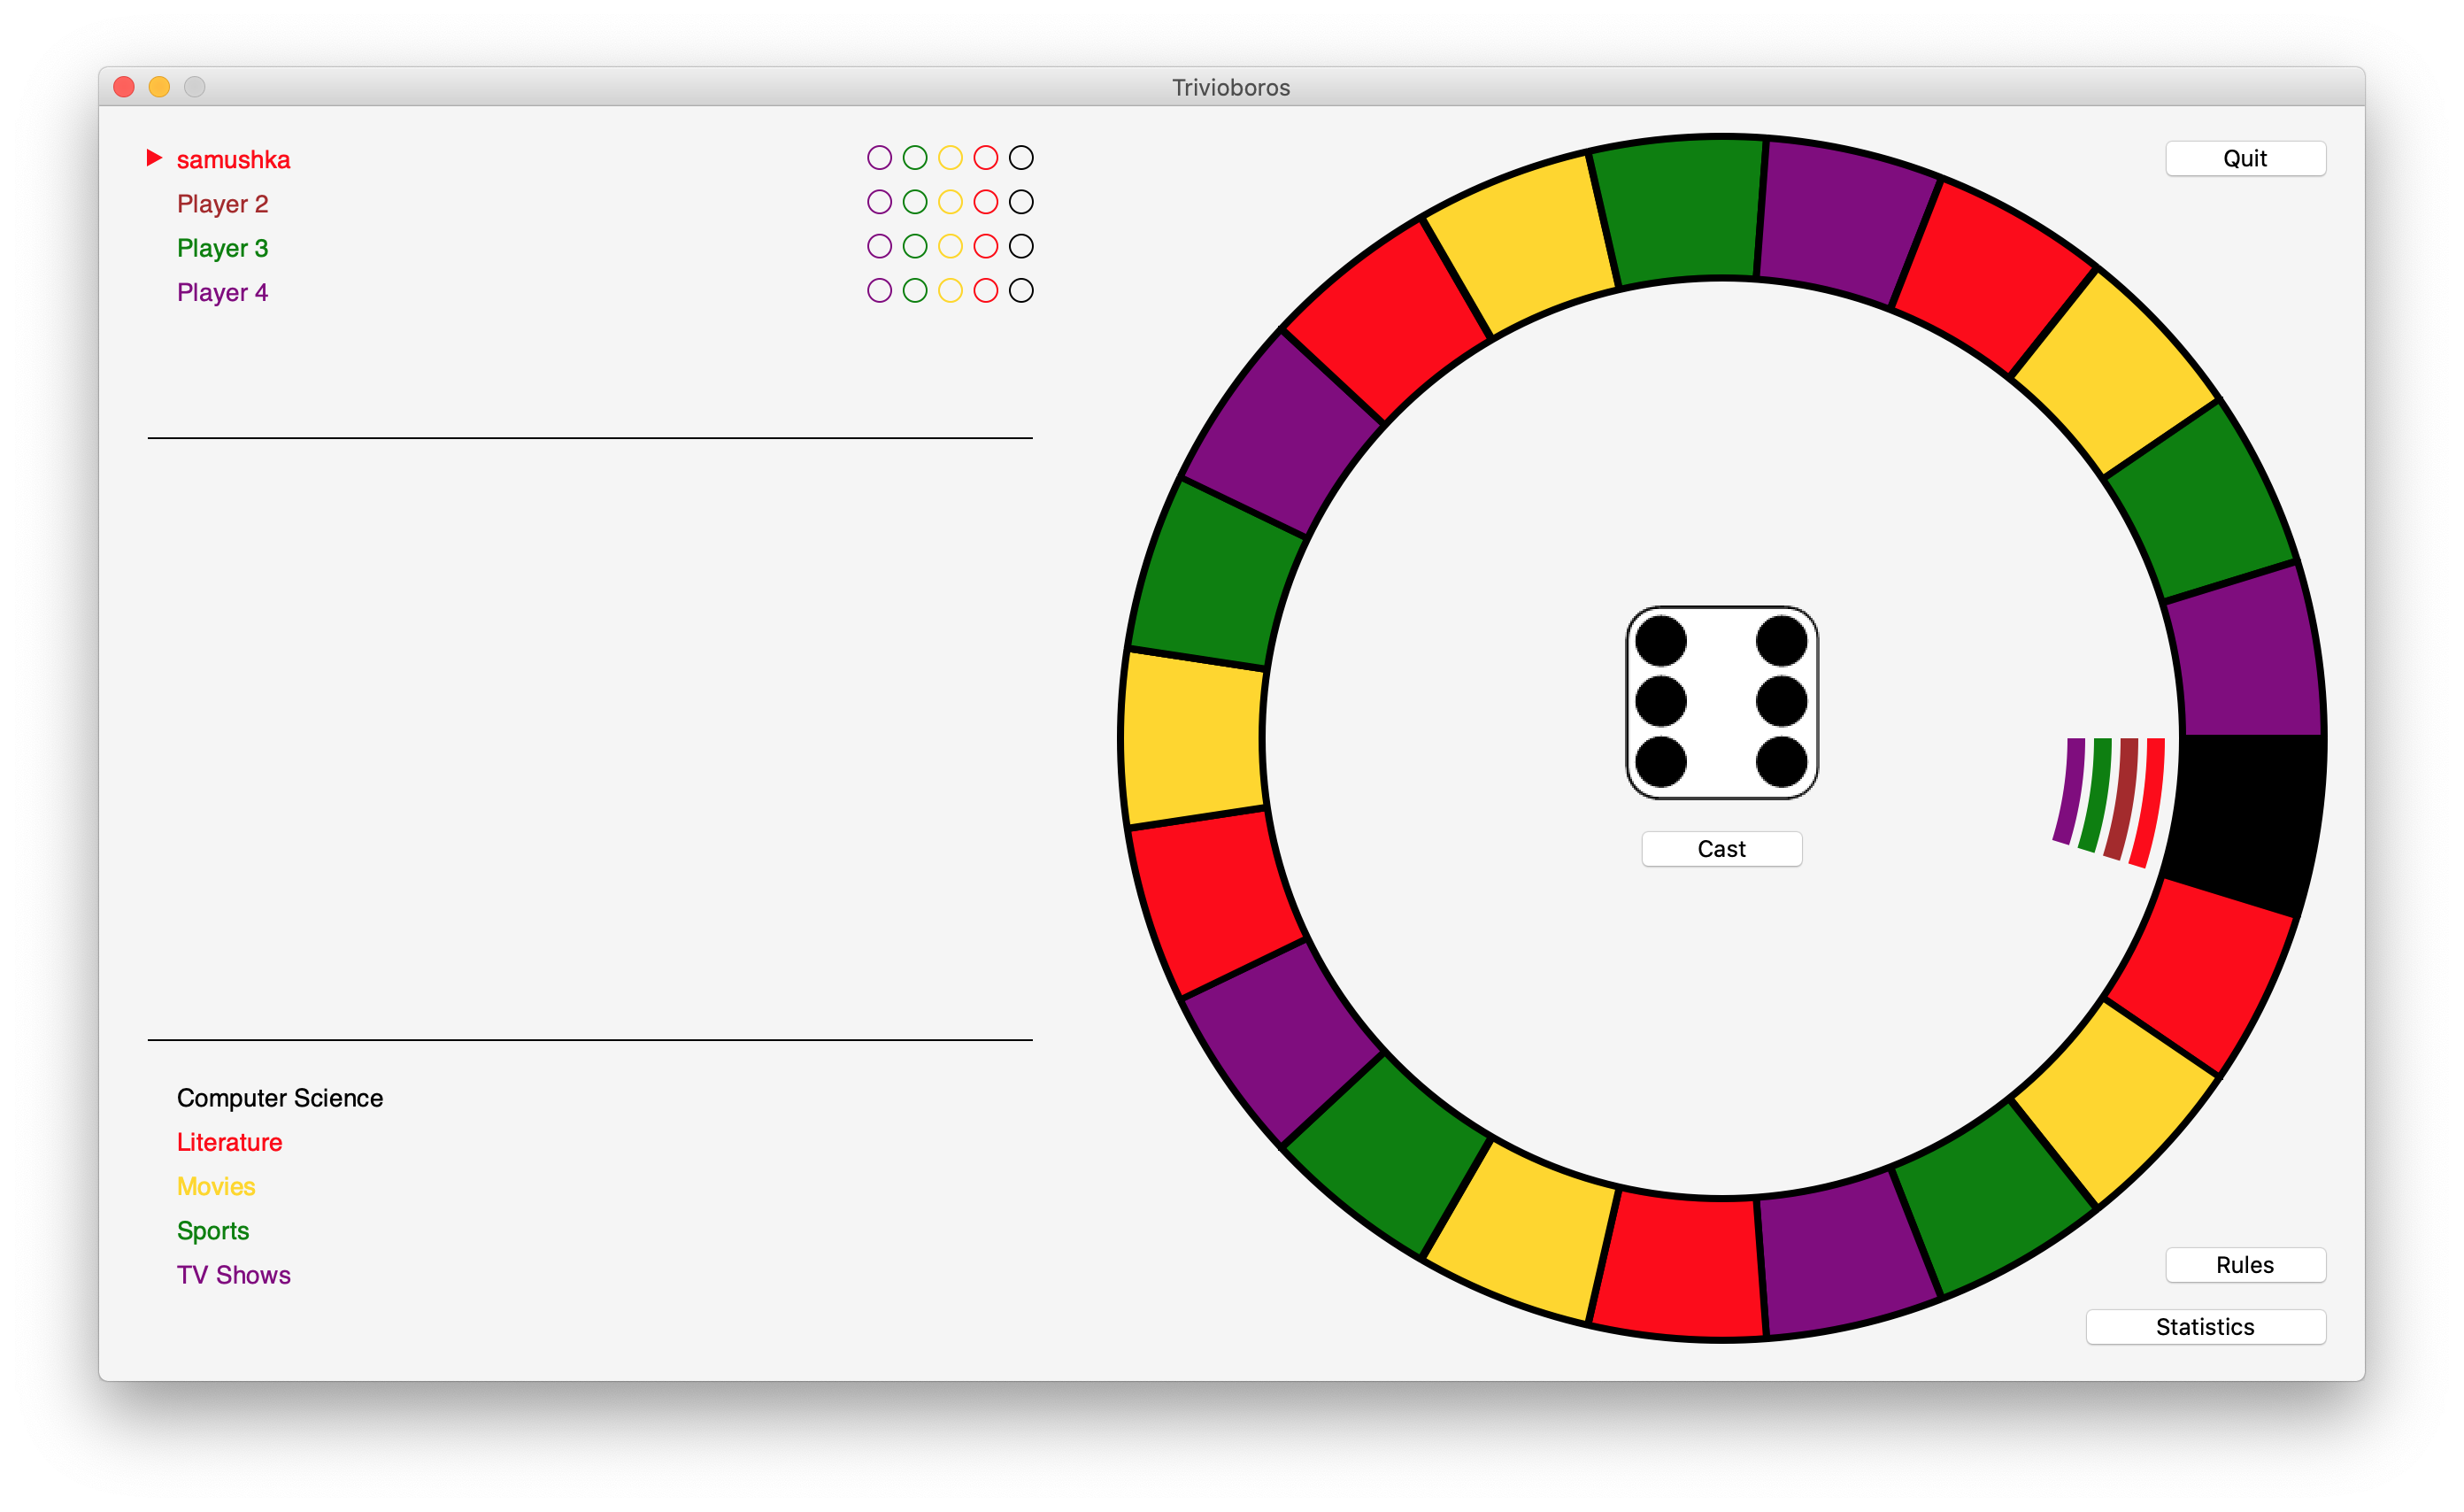 Trivioboros
samushka
Player 2
Player 3
Player 4
Quit
Cast
Computer Science
Literature
Movies
Sports
TV Shows
Rules
Statistics